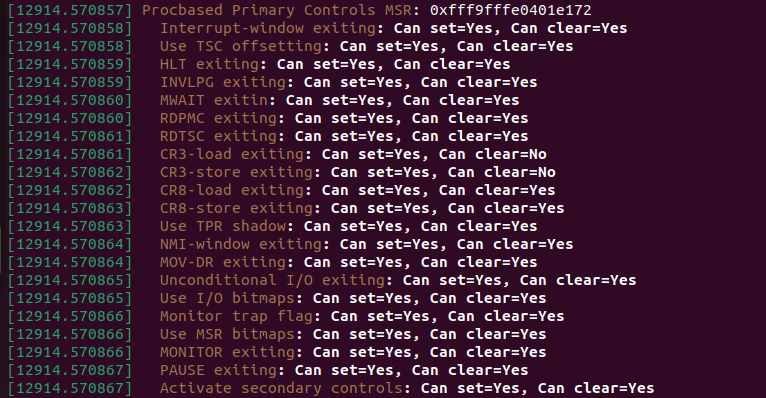 [12914.570857] Procbased Primary Controls MSR: 0xfff9fffe0401e172
[12914.570858] Interrupt-window exiting: Can set=Yes, Can clear=Yes
[12914.570858] Use TSC offsetting: Can set=Yes, Can clear=Yes
[12914.570859] HLT exiting: Can set=Yes, Can clear=Yes
[12914.570859] INVLPG exiting: Can set=Yes, Can clear=Yes
[12914.570860] MWAIT exitin: Can set=Yes, Can clear=Yes
[12914.570860] RDPMC exiting: Can set=Yes, Can clear=Yes
[12914.570861] RDTSC exiting: Can set=Yes, Can clear=Yes
[12914.570861] CR3-load exiting: Can set=Yes, Can clear=No
[12914.570862] CR3-store exiting: Can set=Yes, Can clear=No
[12914.570862] CR8-load exiting: Can set=Yes, Can clear=Yes
[12914.570863] CR8-store exiting: Can set=Yes, Can clear=Yes
[12914.570863] Use TPR shadow: Can set=Yes, Can clear=Yes
[12914.570864] NMI-window exiting: Can set=Yes, Can clear=Yes
[12914.570864] MOV-DR exiting: Can set=Yes, Can clear=Yes
[12914.570865] Unconditional I/O exiting: Can set=Yes, Can clear=Yes
[12914.570865] Use I/O bitmaps: Can set=Yes, Can clear=Yes
[12914.570866] Monitor trap flag: Can set=Yes, Can clear=Yes
[12914.570866] Use MSR bitmaps: Can set=Yes, Can clear=Yes
[12914.570866] MONITOR exiting: Can set=Yes, Can clear=Yes
[12914.570867] PAUSE exiting: Can set=Yes, Can clear=Yes
[12914.570867] Activate secondary controls: Can set=Yes, Can clear=Yes